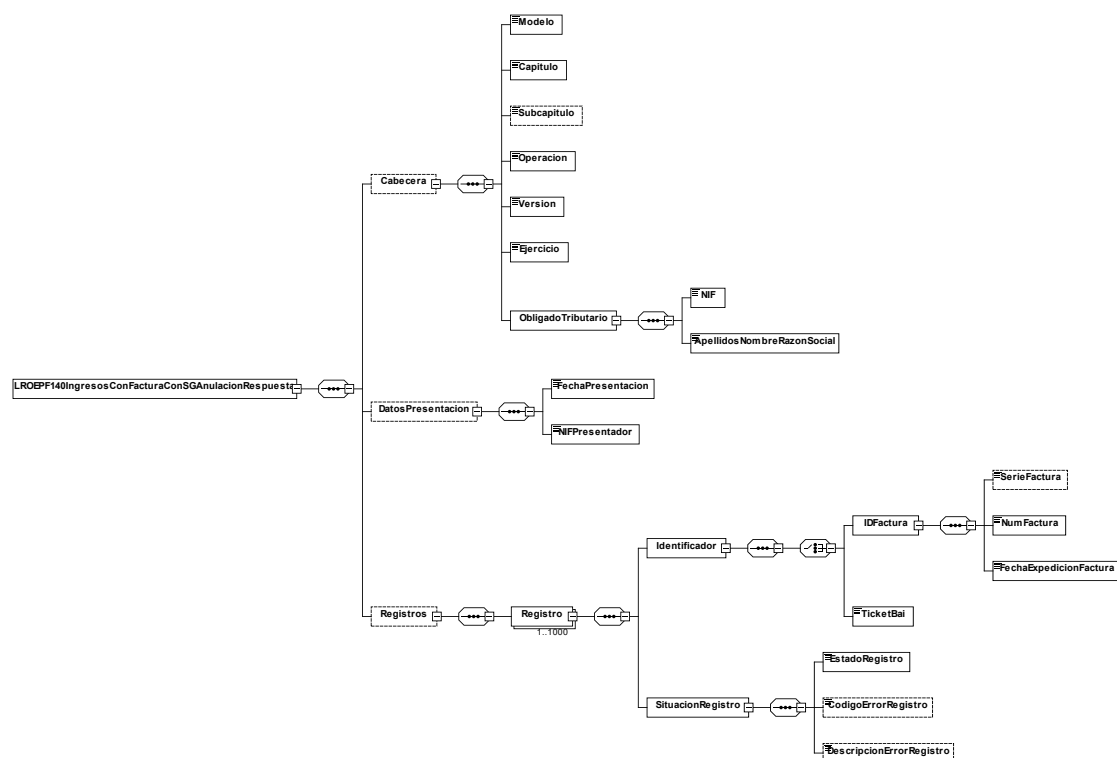 Modelo
Capitulo
Subcapitulo
Operacion
Cabecera
Version
Ejercicio
NIF
ObligadoTributario
ApellidosNombreRazonSocial
LROEPF140IngresosConFacturaConSGAnulacionRespuesta
FechaPresentacion
DatosPresentacion
NIFPresentador
SerieFactura
IDFactura
NumFactura
Identificador
FechaExpedicionFactura
Registros
Registro
TicketBai
1..1000
EstadoRegistro
SituacionRegistro
CodigoErrorRegistro
DescripcionErrorRegistro